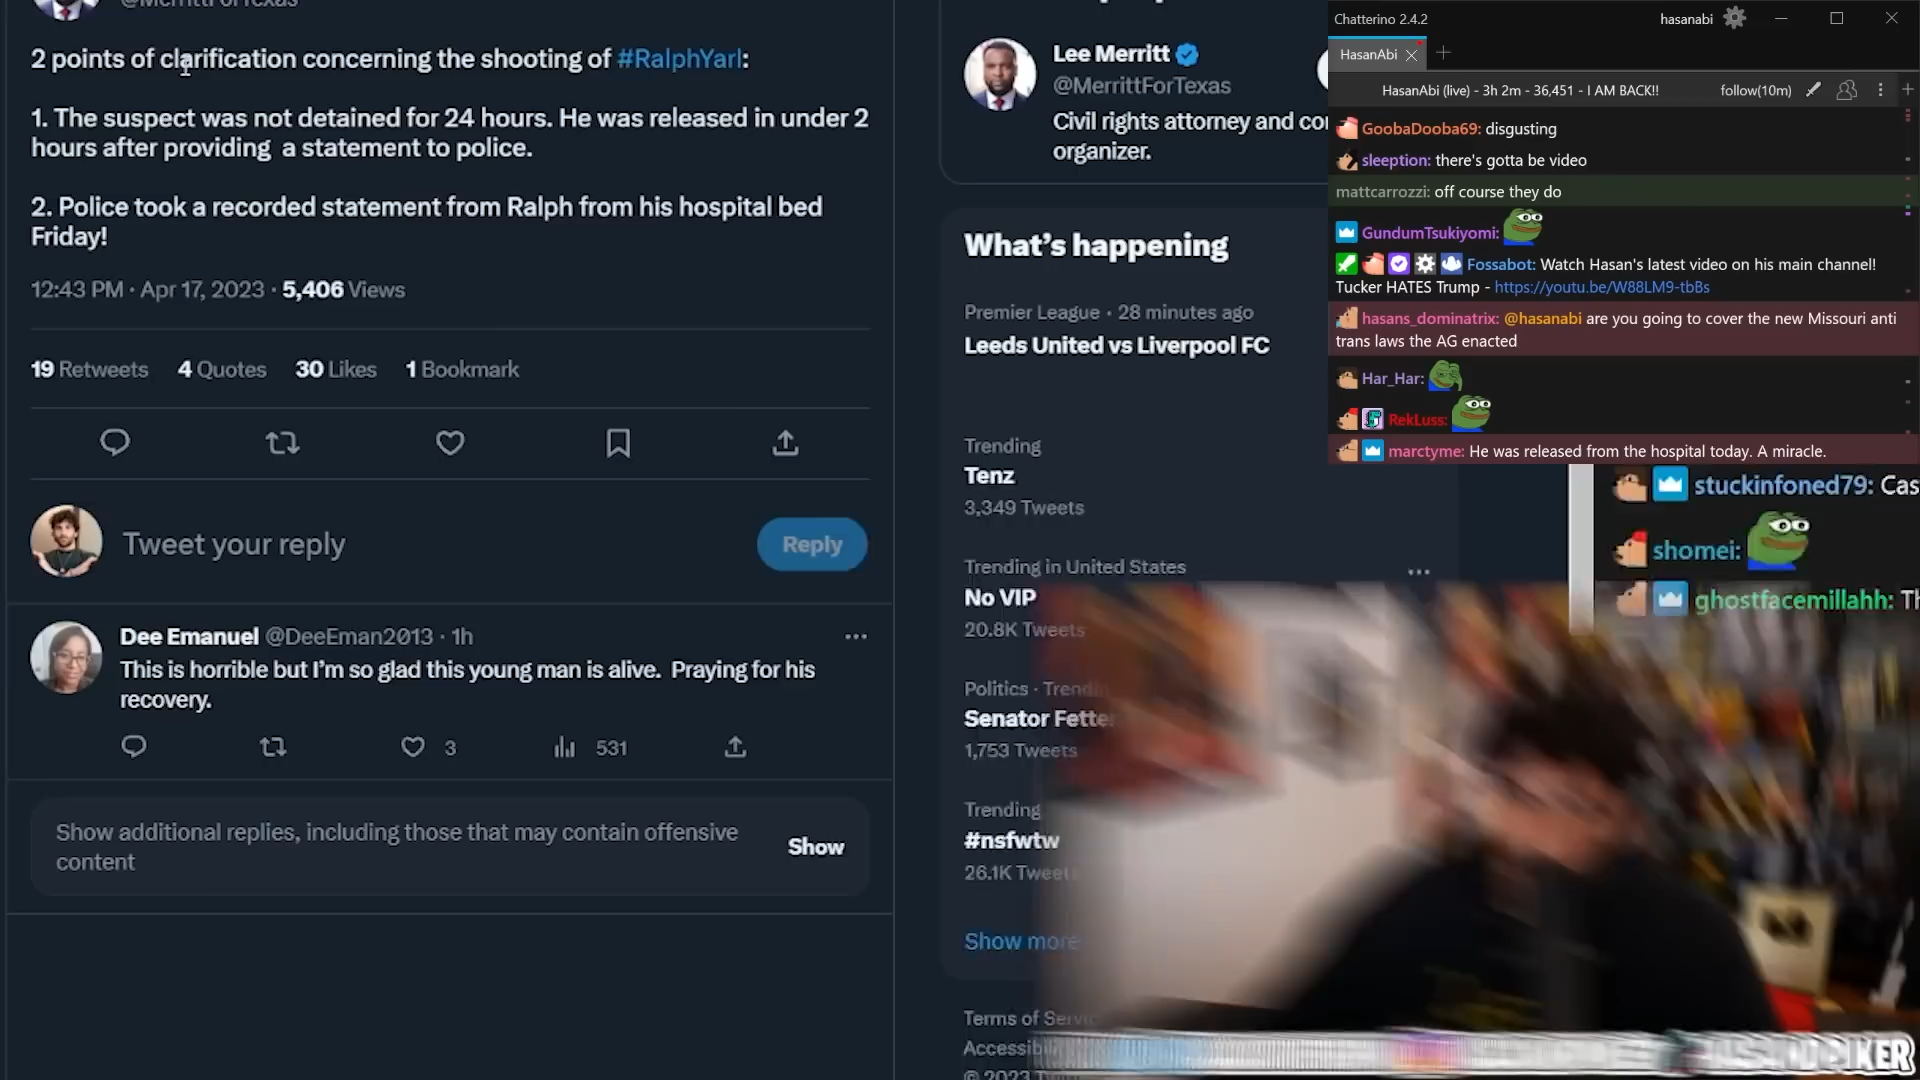 @MerrittForTexas
2 points of clarification concerning the shooting of #RalphYarl:
1. The suspect was not detained for 24 hours. He was released in under 2
hours after providing  a statement to police.
2. Police took a recorded statement from Ralph from his hospital bed
Friday!
12:43 PM · Apr 17, 2023 · 5,406 Views
19 Retweets 4 Quotes 30 Likes 1 Bookmark
Tweet your reply
Reply
Dee Emanuel @DeeEman2013 · 1h
This is horrible but I'm so glad this young man is alive.  Praying for his
recovery.
3 531
Show additional replies, including those that may contain offensive
content
Show
Lee Merritt
@MerrittForTexas
Civil rights attorney and
organizer.
What's happening
Premier League · 28 minutes ago
Leeds United vs Liverpool FC
Trending
Tenz
3,349 Tweets
Trending in United States
No VIP
20.8K Tweets
Politics ·
Senator
1,753 Tweets
Trending
#nsfwtw
26.1K Tweets
Show more
Terms of
© 2023
Chatterino 2.4.2
hasanabi
HasanAbi
HasanAbi (live) - 3h 2m - 36,451 - I AM BACK!!
follow(10m)
GoobaDooba69: disgusting
sleeption: there's gotta be video
mattcarrozzi: off course they do
GundumTsukiyomi:
Fossabot: Watch Hasan's latest video on his main channel!
Tucker HATES Trump - https://youtu.be/W88LM9-tbBs
hasans_dominatrix: @hasanabi are you going to cover the new Missouri anti
trans laws the AG enacted
Har_Har:
RekLuss:
marctyme: He was released from the hospital today. A miracle.
stuckinfoned79: Cas
shomei:
ghostfacemillahh: Th